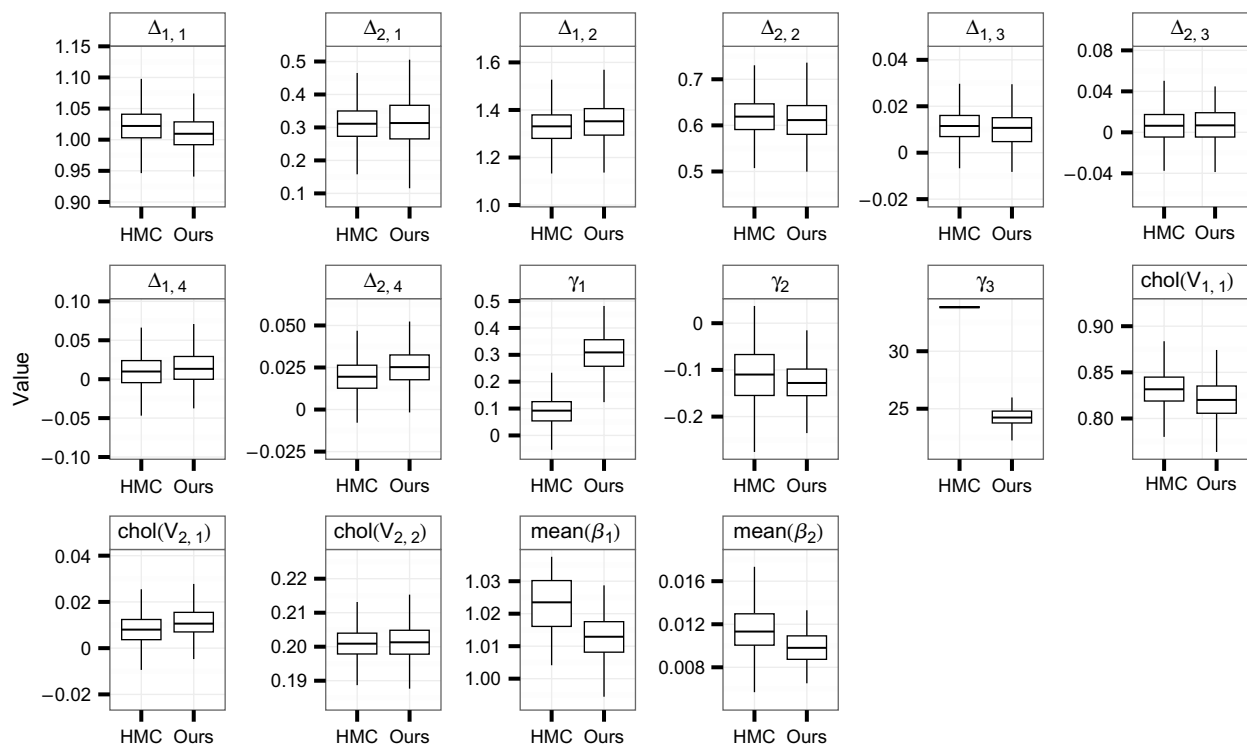 Δ1, 1 Δ2, 1 Δ1, 2 Δ2, 2 Δ1, 3 Δ2, 3
1.15 1.10 1.05 1.00 0.95 0.90
0.5 0.4 0.3 0.2 0.1
1.6 1.4 1.2 1.0
0.7 0.6 0.5
0.04 0.02 0 −0.02
0.08 0.04 0 −0.04
HMC Ours HMC Ours HMC Ours HMC Ours HMC Ours HMC Ours
Value
Δ1, 4 Δ2, 4 γ1 γ2 γ3 chol(V1, 1)
0.10 0.05 0 −0.05 −0.10
0.050 0.025 0 −0.025
0.5 0.4 0.3 0.2 0.1 0
0 −0.1 −0.2
30 25
0.90 0.85 0.80
HMC Ours HMC Ours HMC Ours HMC Ours HMC Ours HMC Ours
chol(V2, 1) chol(V2, 2) mean(β1) mean(β2)
0.04 0.02 0 −0.02
0.22 0.21 0.20 0.19
1.03 1.02 1.01 1.00
0.016 0.012 0.008
HMC Ours HMC Ours HMC Ours HMC Ours